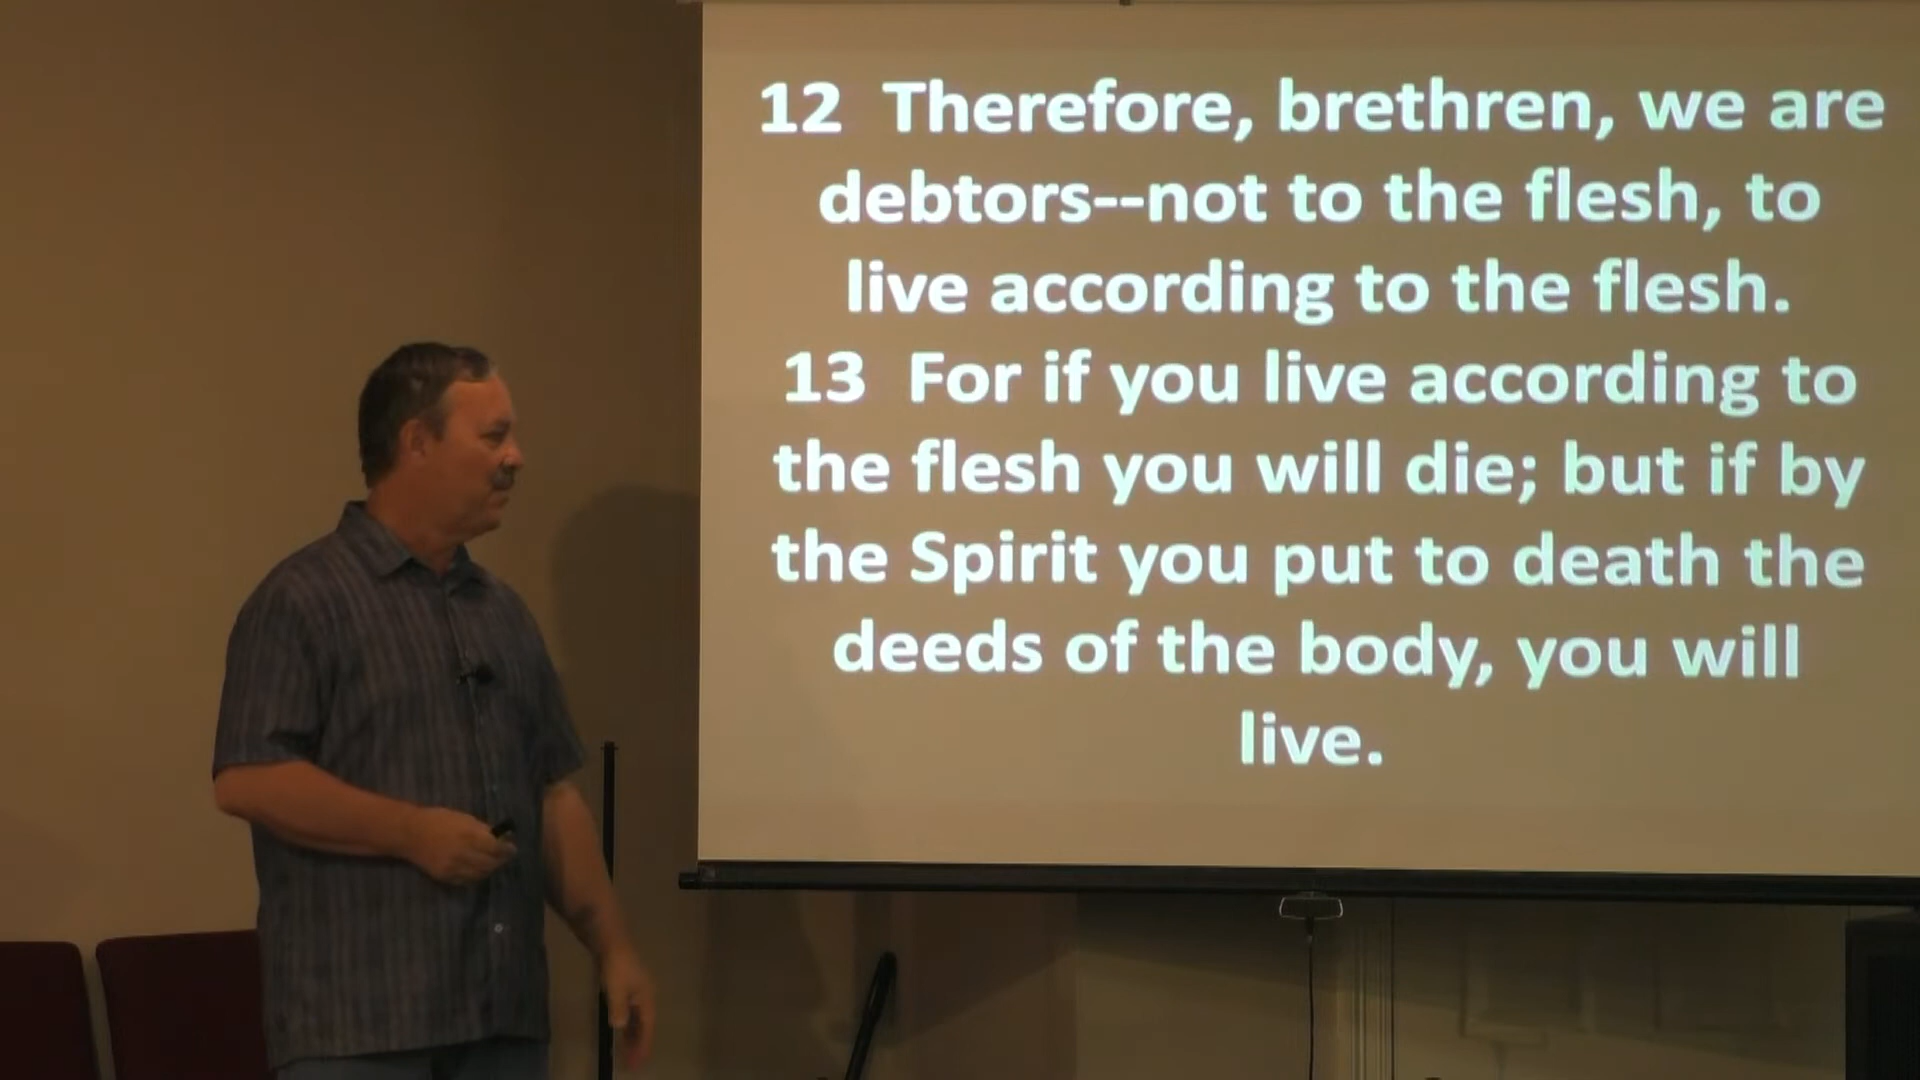 12 Therefore, brethren, we are
debtors--not to the flesh, to
live according to the flesh.
13 For if you live according to
the flesh you will die; but if by
the Spirit you put to death the
deeds of the body, you will
live.